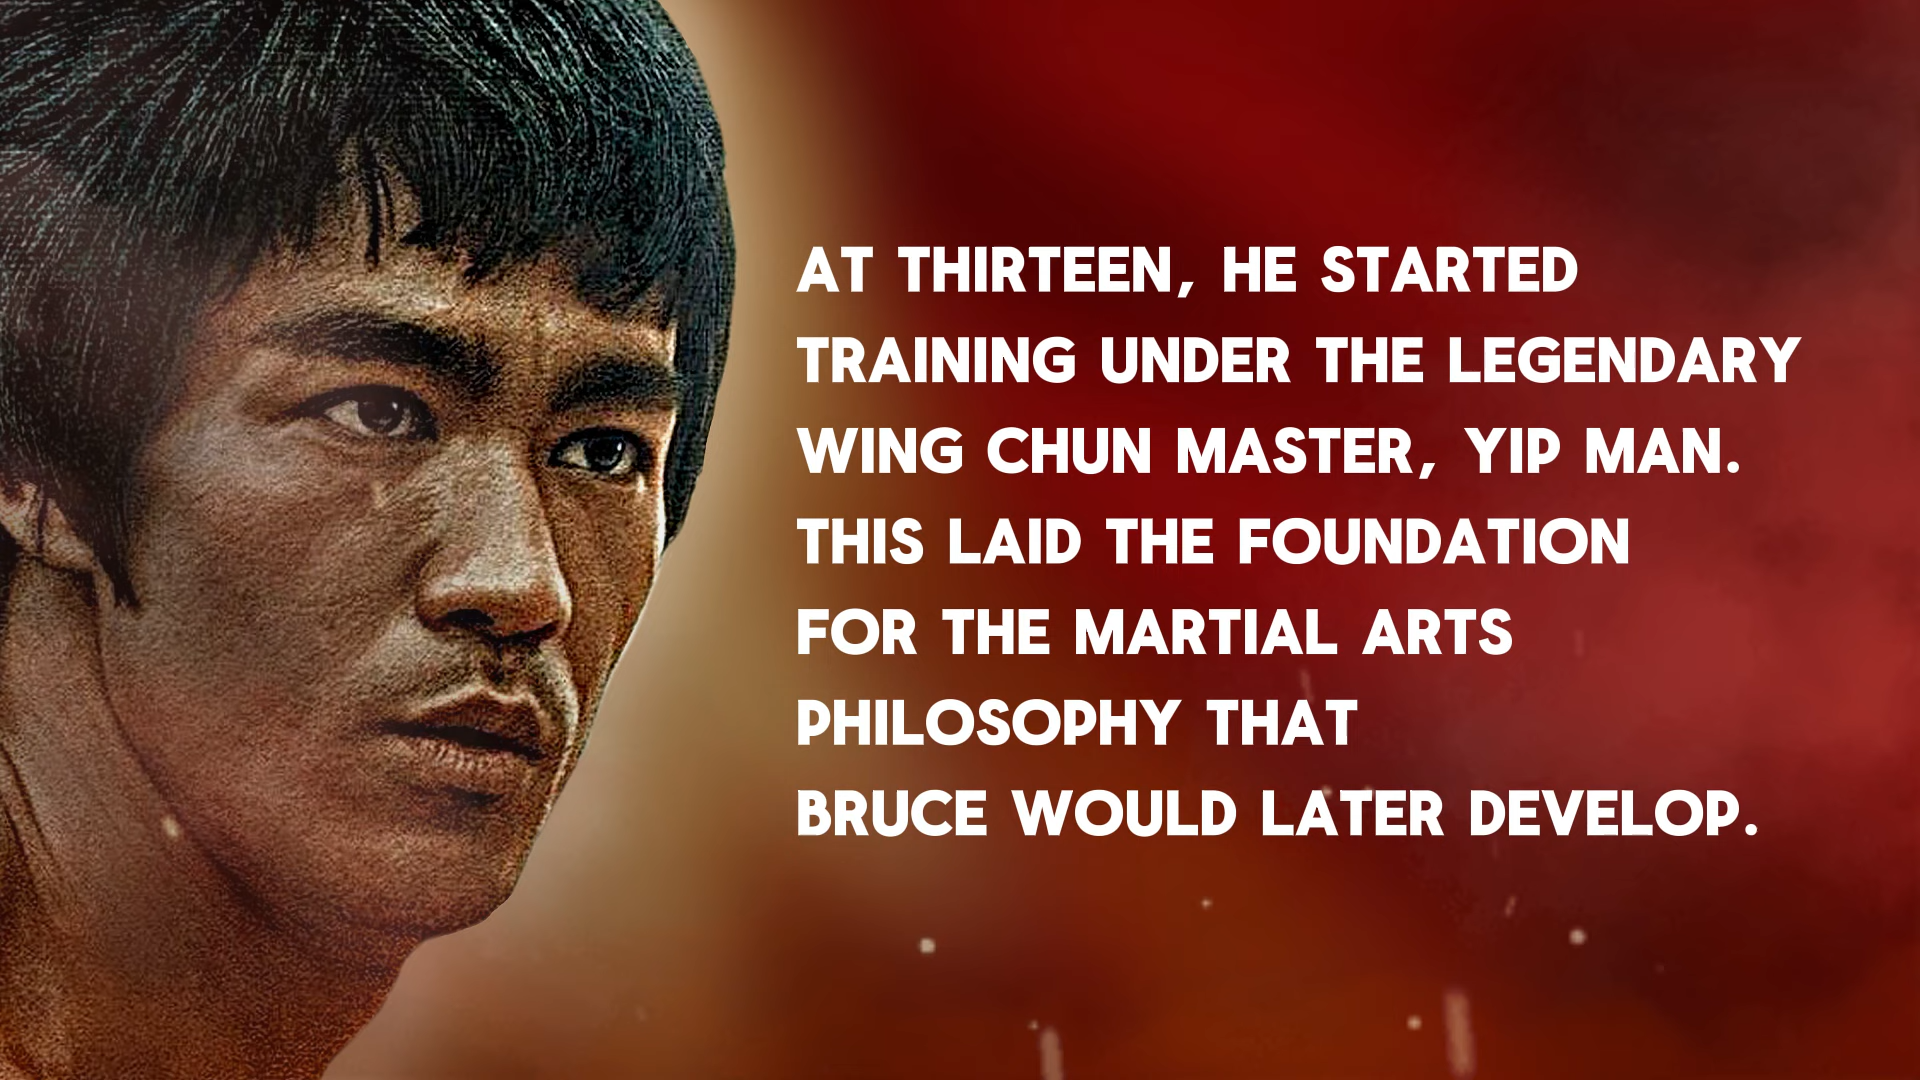 AT THIRTEEN, HE STARTED
TRAINING UNDER THE LEGENDARY
WING CHUN MASTER, YIP MAN.
THIS LAID THE FOUNDATION
FOR THE MARTIAL ARTS
PHILOSOPHY THAT
BRUCE WOULD LATER DEVELOP.